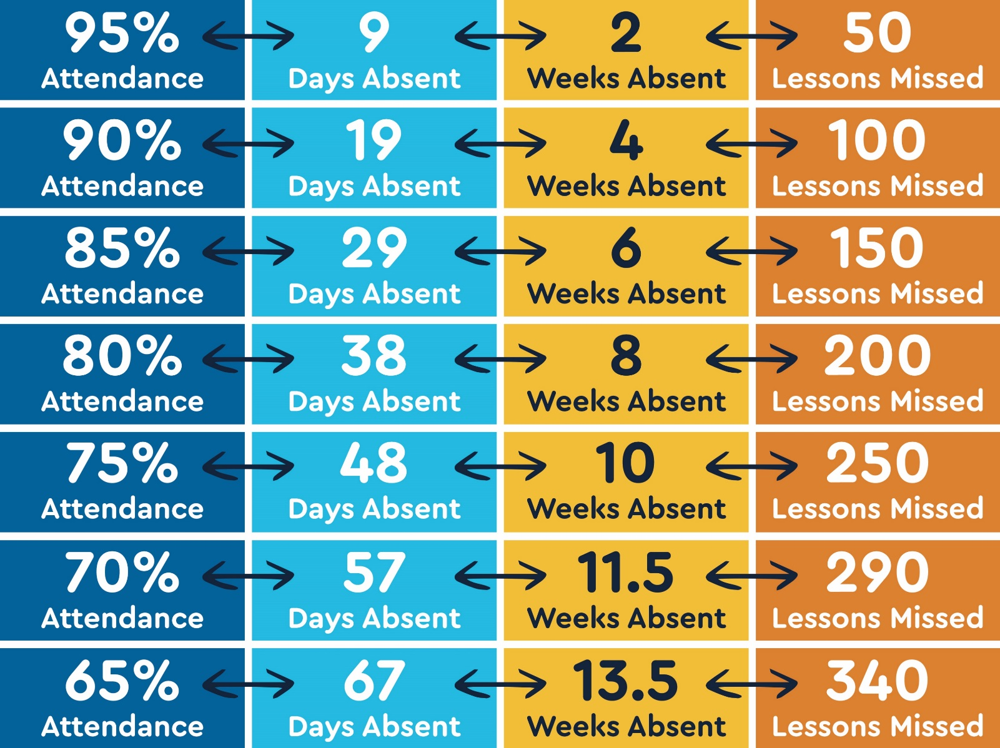 95% 9 2 50
Attendance Days Absent Weeks Absent Lessons Missed
90% 19 4 100
Attendance Days Absent Weeks Absent Lessons Missed
85% 29 6 150
Attendance Days Absent Weeks Absent Lessons Missed
80% 38 8 200
Attendance Days Absent Weeks Absent Lessons Missed
75% 48 10 250
Attendance Days Absent Weeks Absent Lessons Missed
70% 57 11.5 290
Attendance Days Absent Weeks Absent Lessons Missed
65% 67 13.5 340
Attendance Days Absent Weeks Absent Lessons Missed